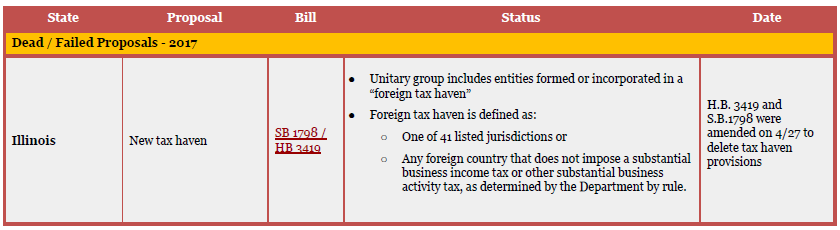 State Proposal Bill Status Date
Dead / Failed Proposals - 2017
Illinois
New tax haven
SB 1798 /
HB 3419
● Unitary group includes entities formed or incorporated in a
“foreign tax haven”
● Foreign tax haven is defined as:
○ One of 41 listed jurisdictions or
○ Any foreign country that does not impose a substantial
business income tax or other substantial business
activity tax, as determined by the Department by rule.
H.B. 3419 and
S.B.1798 were
amended on 4/27 to
delete tax haven
provisions